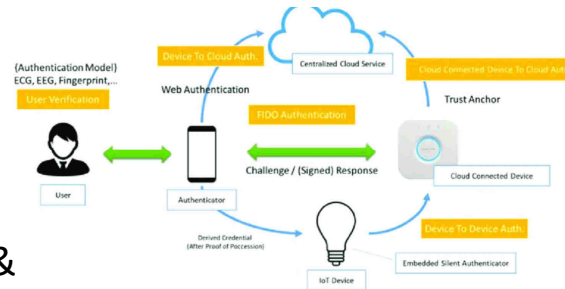 (Authentication Model)
ECG, EEG, Fingerprint,...
User Verfication
User
Device To Cloud Auth.
Web Authentication
Centralized Cloud Service
Cloud Connected Device To Cloud Aut
Trust Anchor
FIDO Authentication
Challenge / (Signed) Response
Authenticator
Cloud Connected Device
Derived Credential
(After Proof of Poccession)
Device To Device Auth.
Embedded Silent Authenticator
IoT Device
&